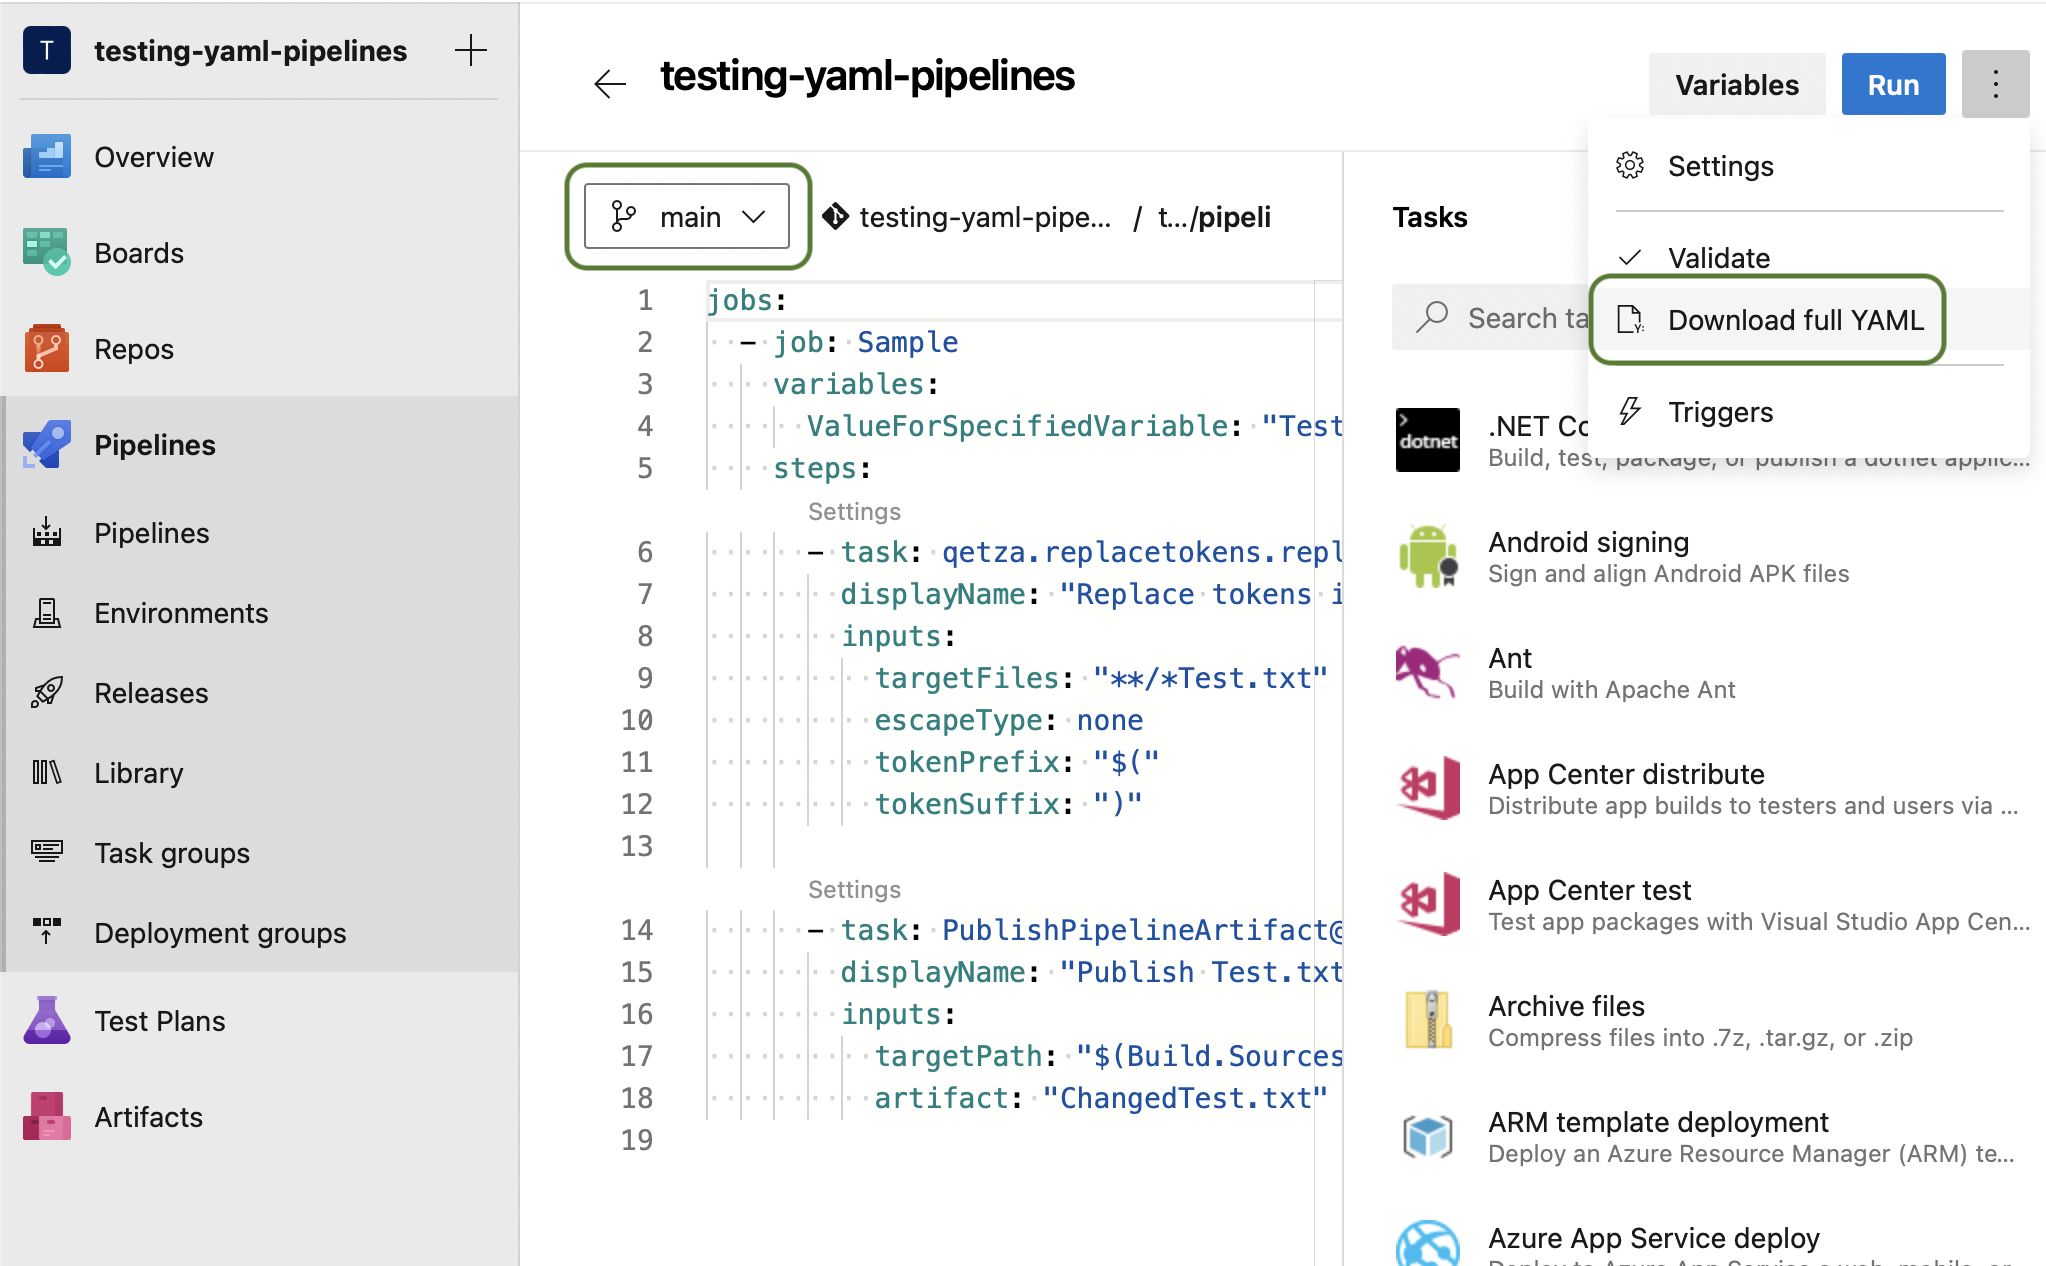 T testing-yaml-pipelines
Overview
Boards
Repos
Pipelines
Pipelines
Environments
Releases
Library
Task groups
Deployment groups
Test Plans
Artifacts
testing-yaml-pipelines
Variables Run
main testing-yaml-pipe... / t.../pipeli
1 jobs:
2 - job: Sample
3 variables:
4 ValueForSpecifiedVariable: "Test
5 steps:
Settings
6 - task: qetza.replacetokens.repl
7 displayName: "Replace tokens i
8 inputs:
9 targetFiles: "**/*Test.txt"
10 escapeType: none
11 tokenPrefix: "$("
12 tokenSuffix: ")"
13
Settings
14 - task: PublishPipelineArtifact@
15 displayName: "Publish Test.txt
16 inputs:
17 targetPath: "$(Build.Sources
18 artifact: "ChangedTest.txt"
19
Settings
Validate
Download full YAML
Triggers
Tasks
Search ta
dotnet
.NET Co
Build, test, package, or publish a dotnet applic...
Android signing
Sign and align Android APK files
Ant
Build with Apache Ant
App Center distribute
Distribute app builds to testers and users via ...
App Center test
Test app packages with Visual Studio App Cen...
Archive files
Compress files into .7z, .tar.gz, or .zip
ARM template deployment
Deploy an Azure Resource Manager (ARM) te...
Azure App Service deploy
Deploy to Azure App Service a web, mobile, or